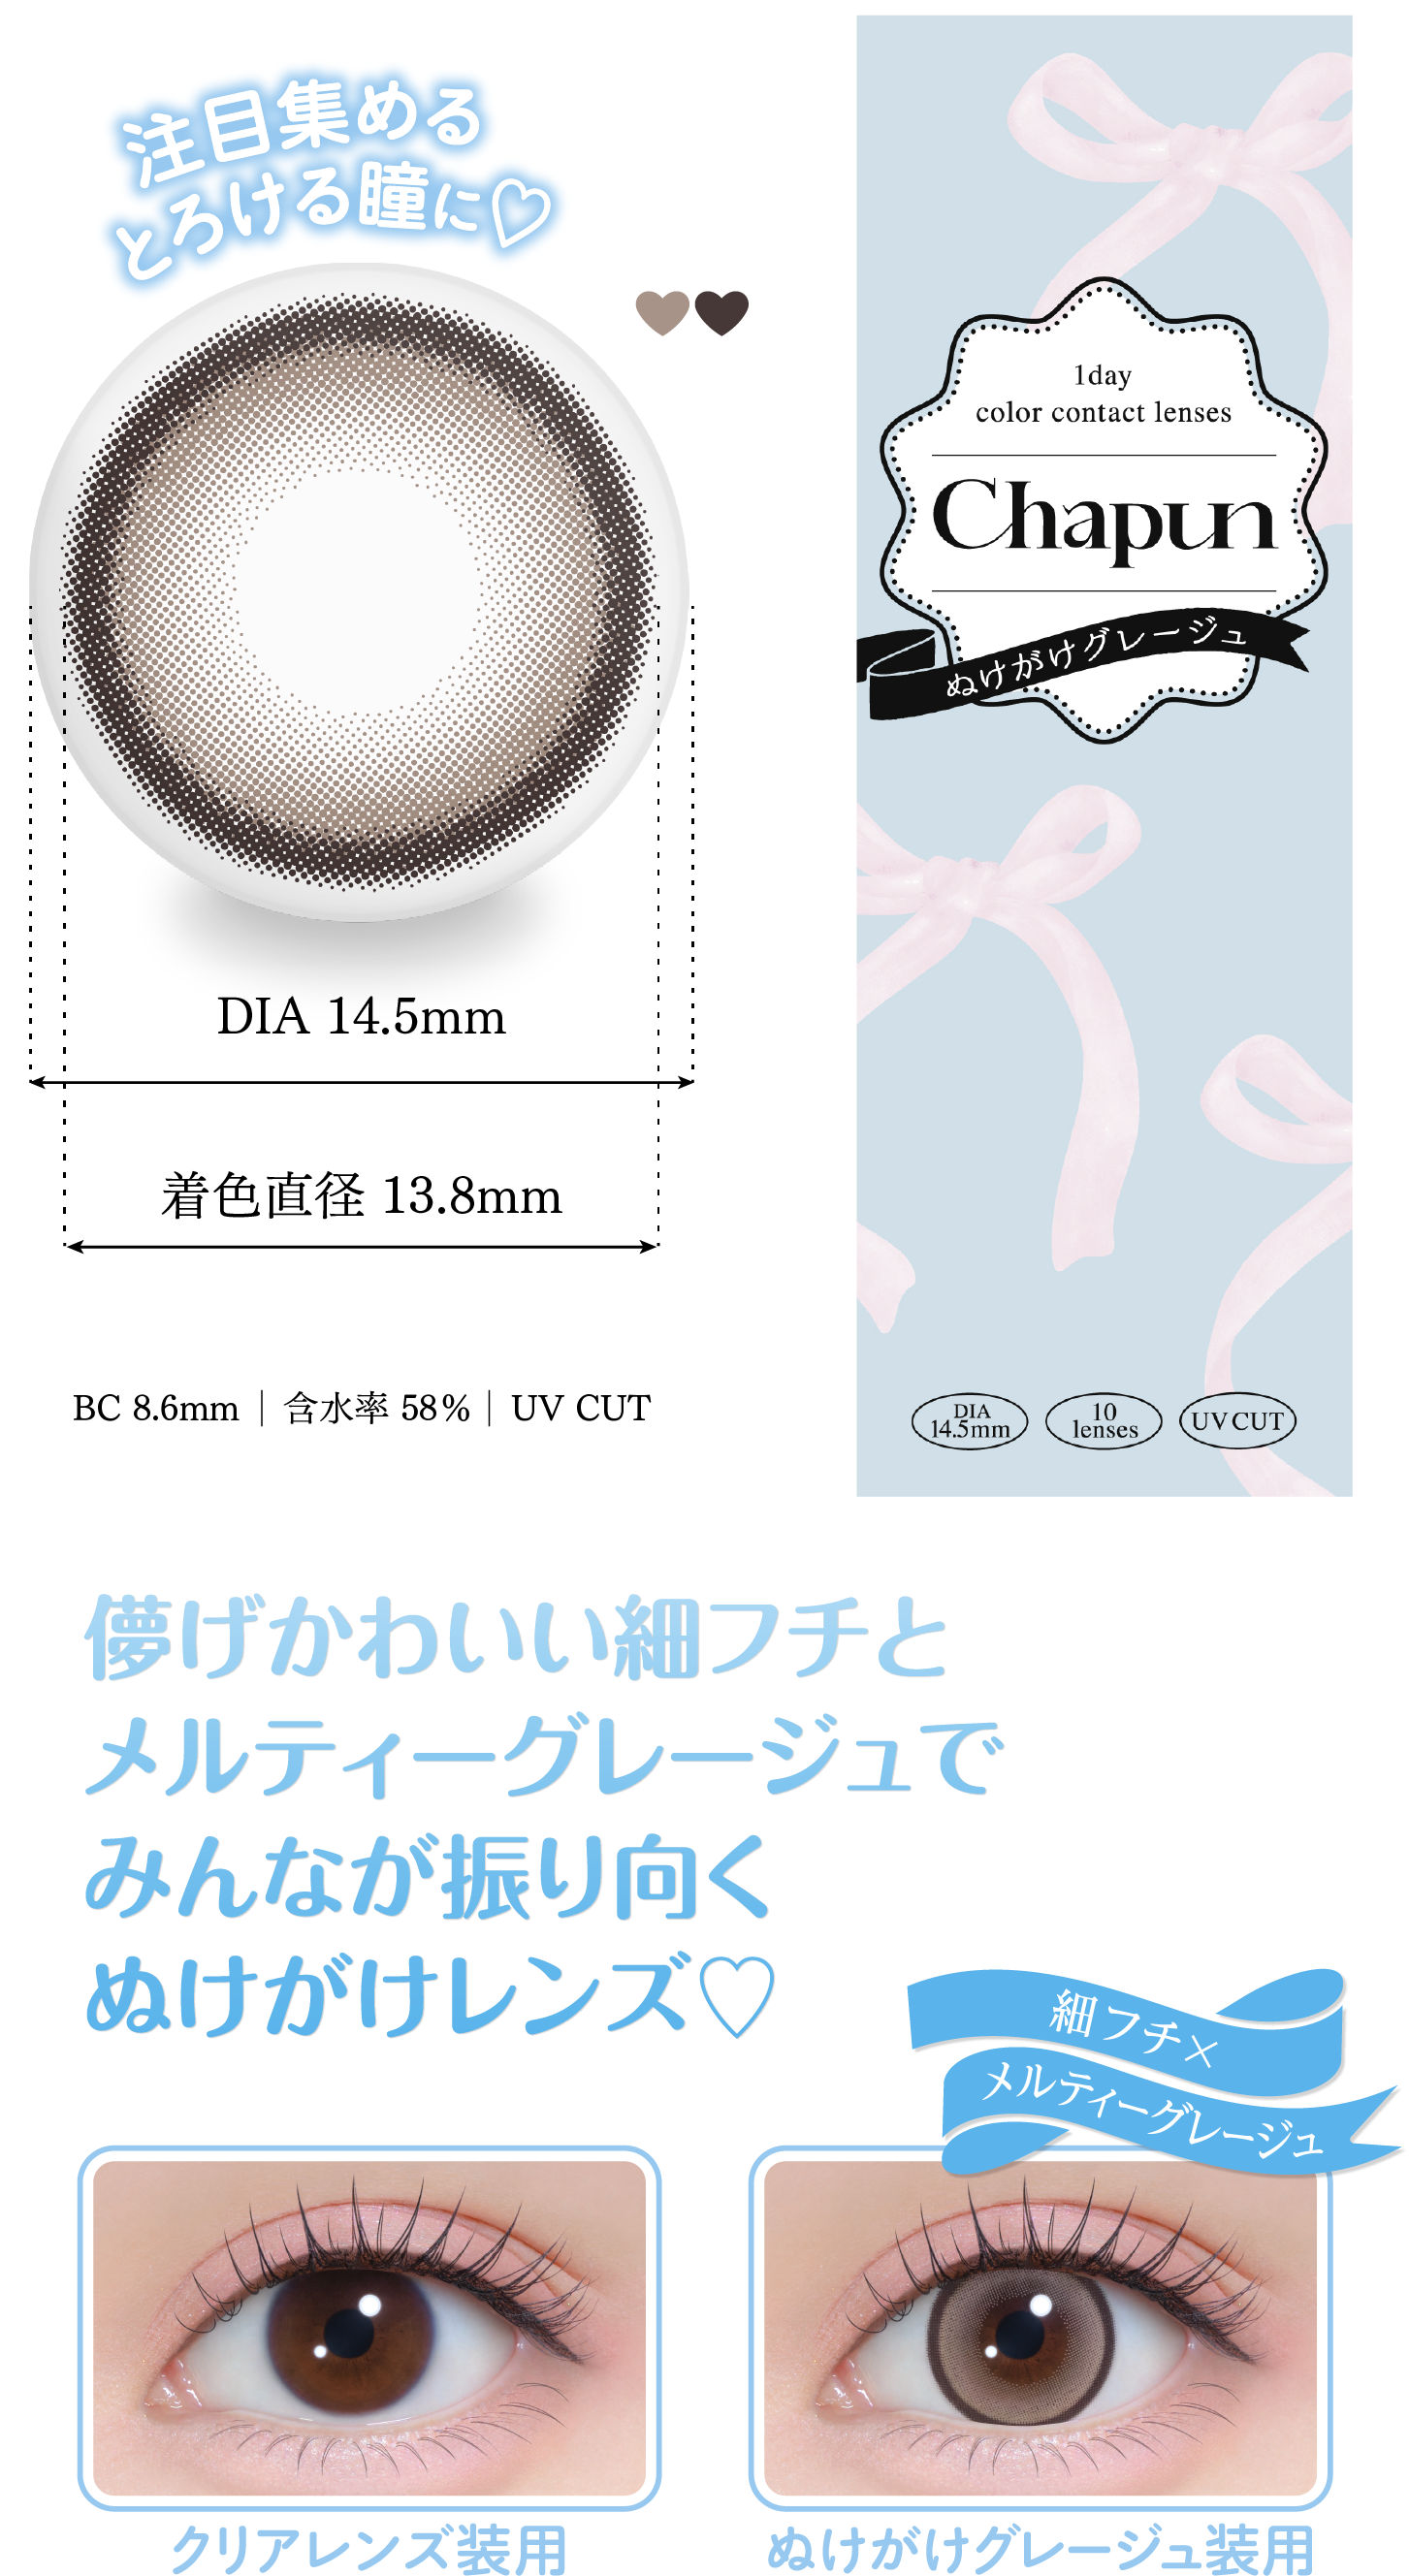 注目集める
とろける瞳に♡
1day
color contact lenses
Chapun
ぬけがけグレージュ
DIA 14.5mm
着色直径 13.8mm
BC 8.6mm｜含水率 58%｜UV CUT
DIA
14.5mm
10
lenses
UV CUT
儚げかわいい細フチと
メルティーグレージュで
みんなが振り向く
ぬけがけレンズ♡
細フチ×
メルティーグレージュ
クリアレンズ装用
ぬけがけグレージュ装用